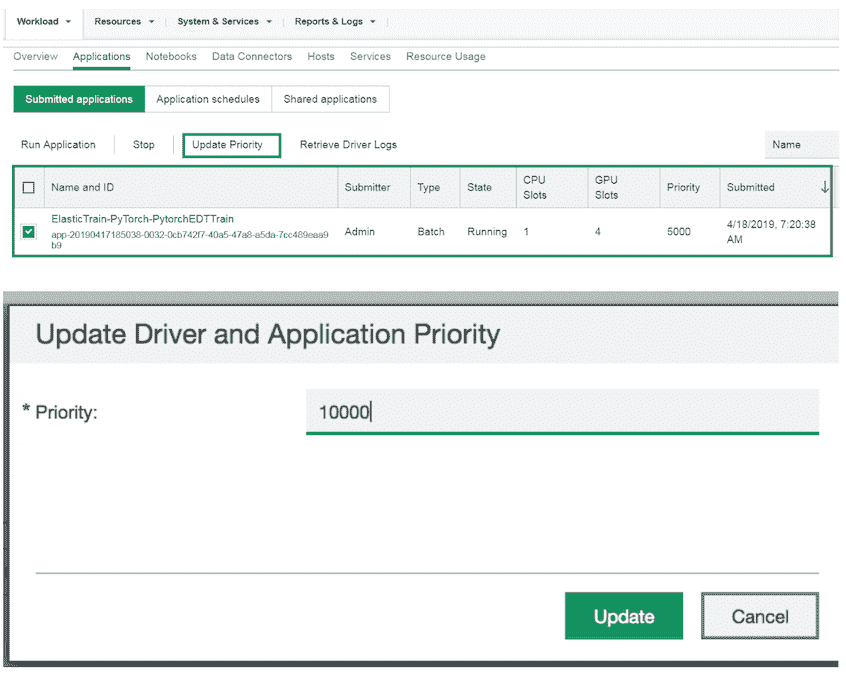 Workload Resources System & Services Reports & Logs
Overview Applications Notebooks Data Connectors Hosts Services Resource Usage
Submitted applications Application schedules Shared applications
Run Application Stop Update Priority Retrieve Driver Logs Name
Name and ID Submitter Type State CPU Slots GPU Slots Priority Submitted
ElasticTrain-PyTorch-PytorchEDTTrain
app-20190417185038-0032-0cb742f7-40a5-47a8-a5da-7cc489eaa9
b9
Admin Batch Running 1 4 5000 4/18/2019, 7:20:38
AM
Update Driver and Application Priority
* Priority: 10000
Update Cancel